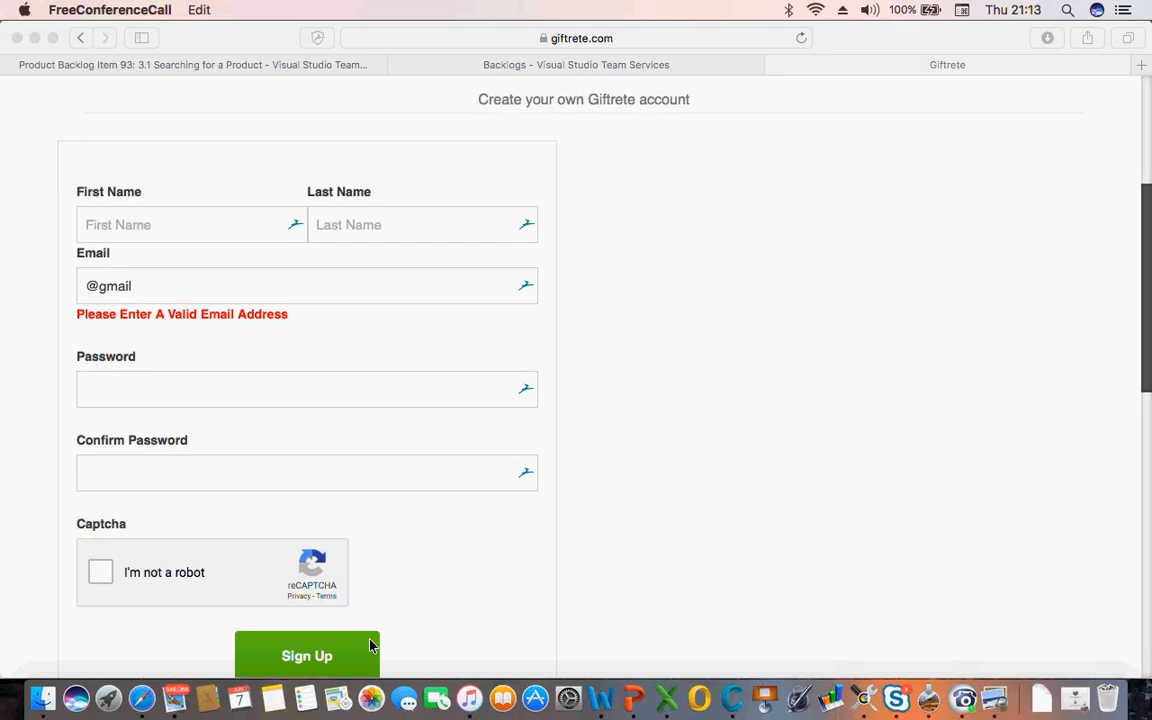 FreeConferenceCall Edit 100% Thu 21:13
giftrete.com
Product Backlog Item 93: 3.1 Searching for a Product - Visual Studio Team... Backlogs - Visual Studio Team Services Giftrete
Create your own Giftrete account
First Name Last Name
First Name Last Name
Email
@gmail
Please Enter A Valid Email Address
Password
Confirm Password
Captcha
I'm not a robot
reCAPTCHA
Privacy - Terms
Sign Up